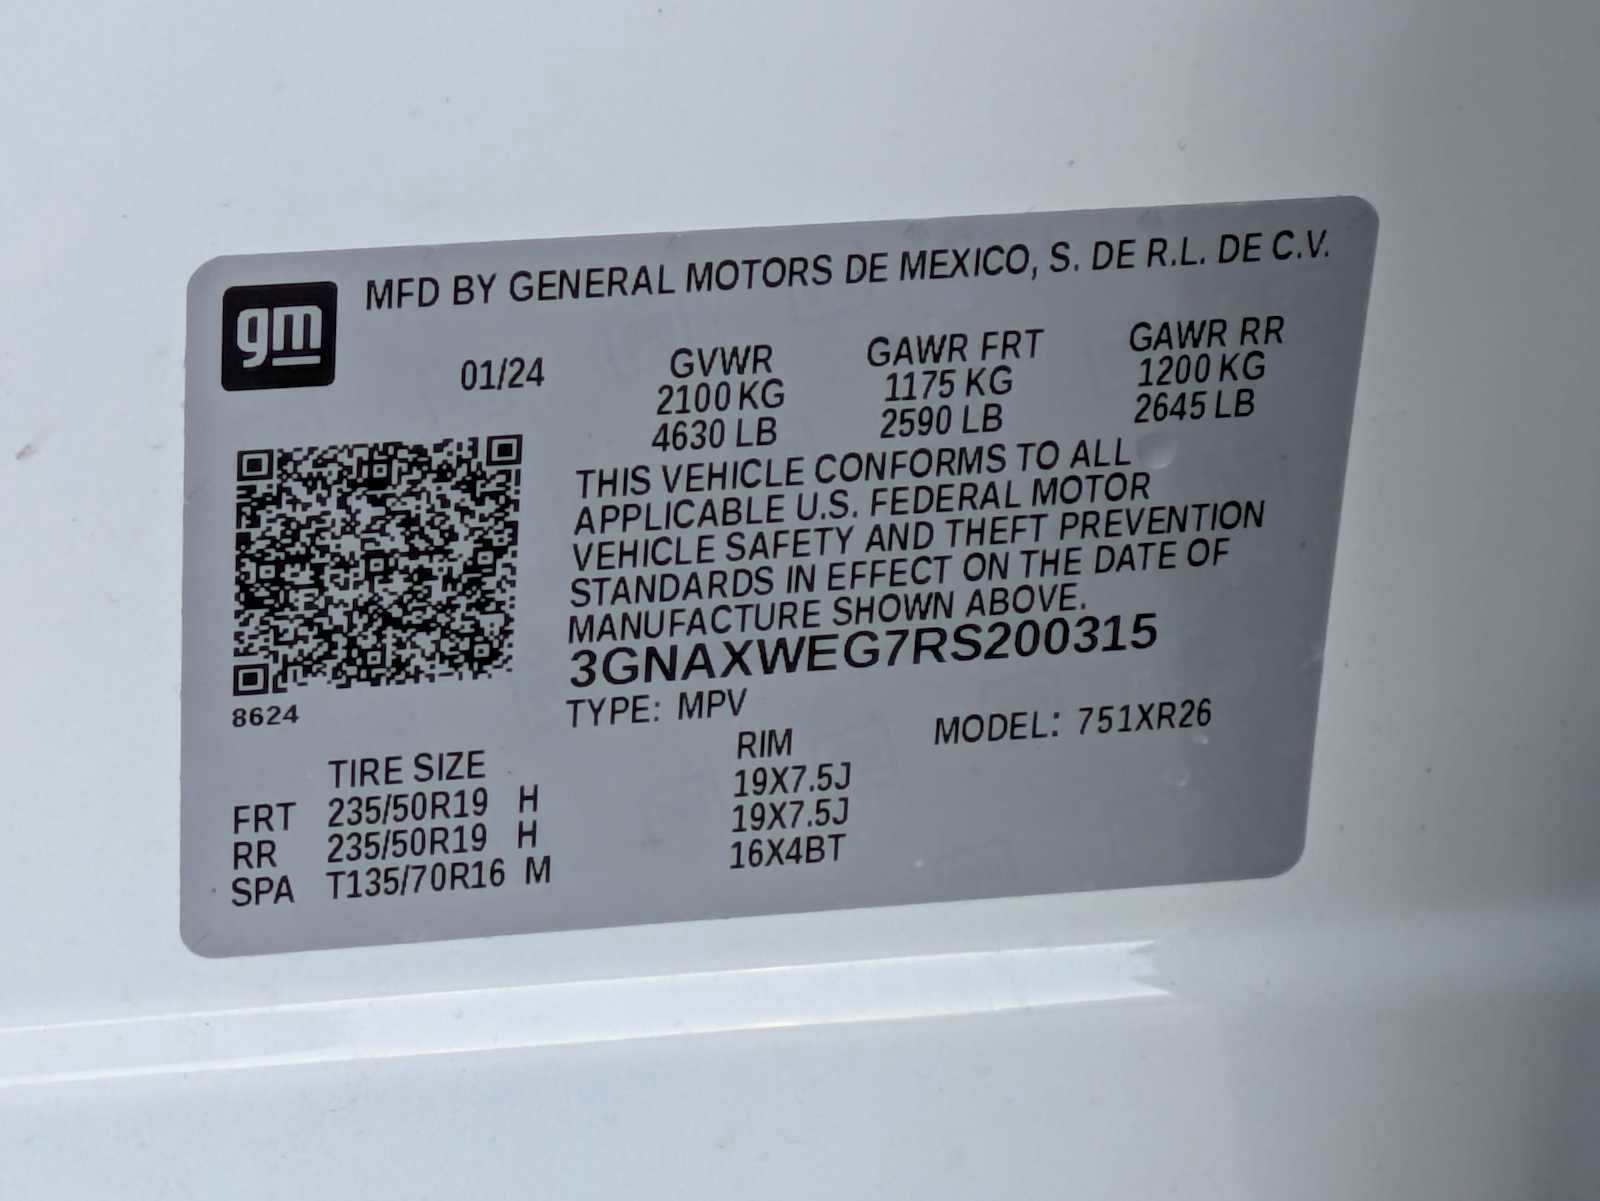 gm
MFD BY GENERAL MOTORS DE MEXICO, S. DE R.L. DE C.V.
01/24 GVWR GAWR FRT GAWR RR
2100 KG 1175 KG 1200 KG
4630 LB 2590 LB 2645 LB
THIS VEHICLE CONFORMS TO ALL
APPLICABLE U.S. FEDERAL MOTOR
VEHICLE SAFETY AND THEFT PREVENTION
STANDARDS IN EFFECT ON THE DATE OF
MANUFACTURE SHOWN ABOVE.
3GNAXWEG7RS200315
8624
TYPE: MPV MODEL: 751XR26
TIRE SIZE RIM
FRT 235/50R19 H 19X7.5J
RR 235/50R19 H 19X7.5J
SPA T135/70R16 M 16X4BT